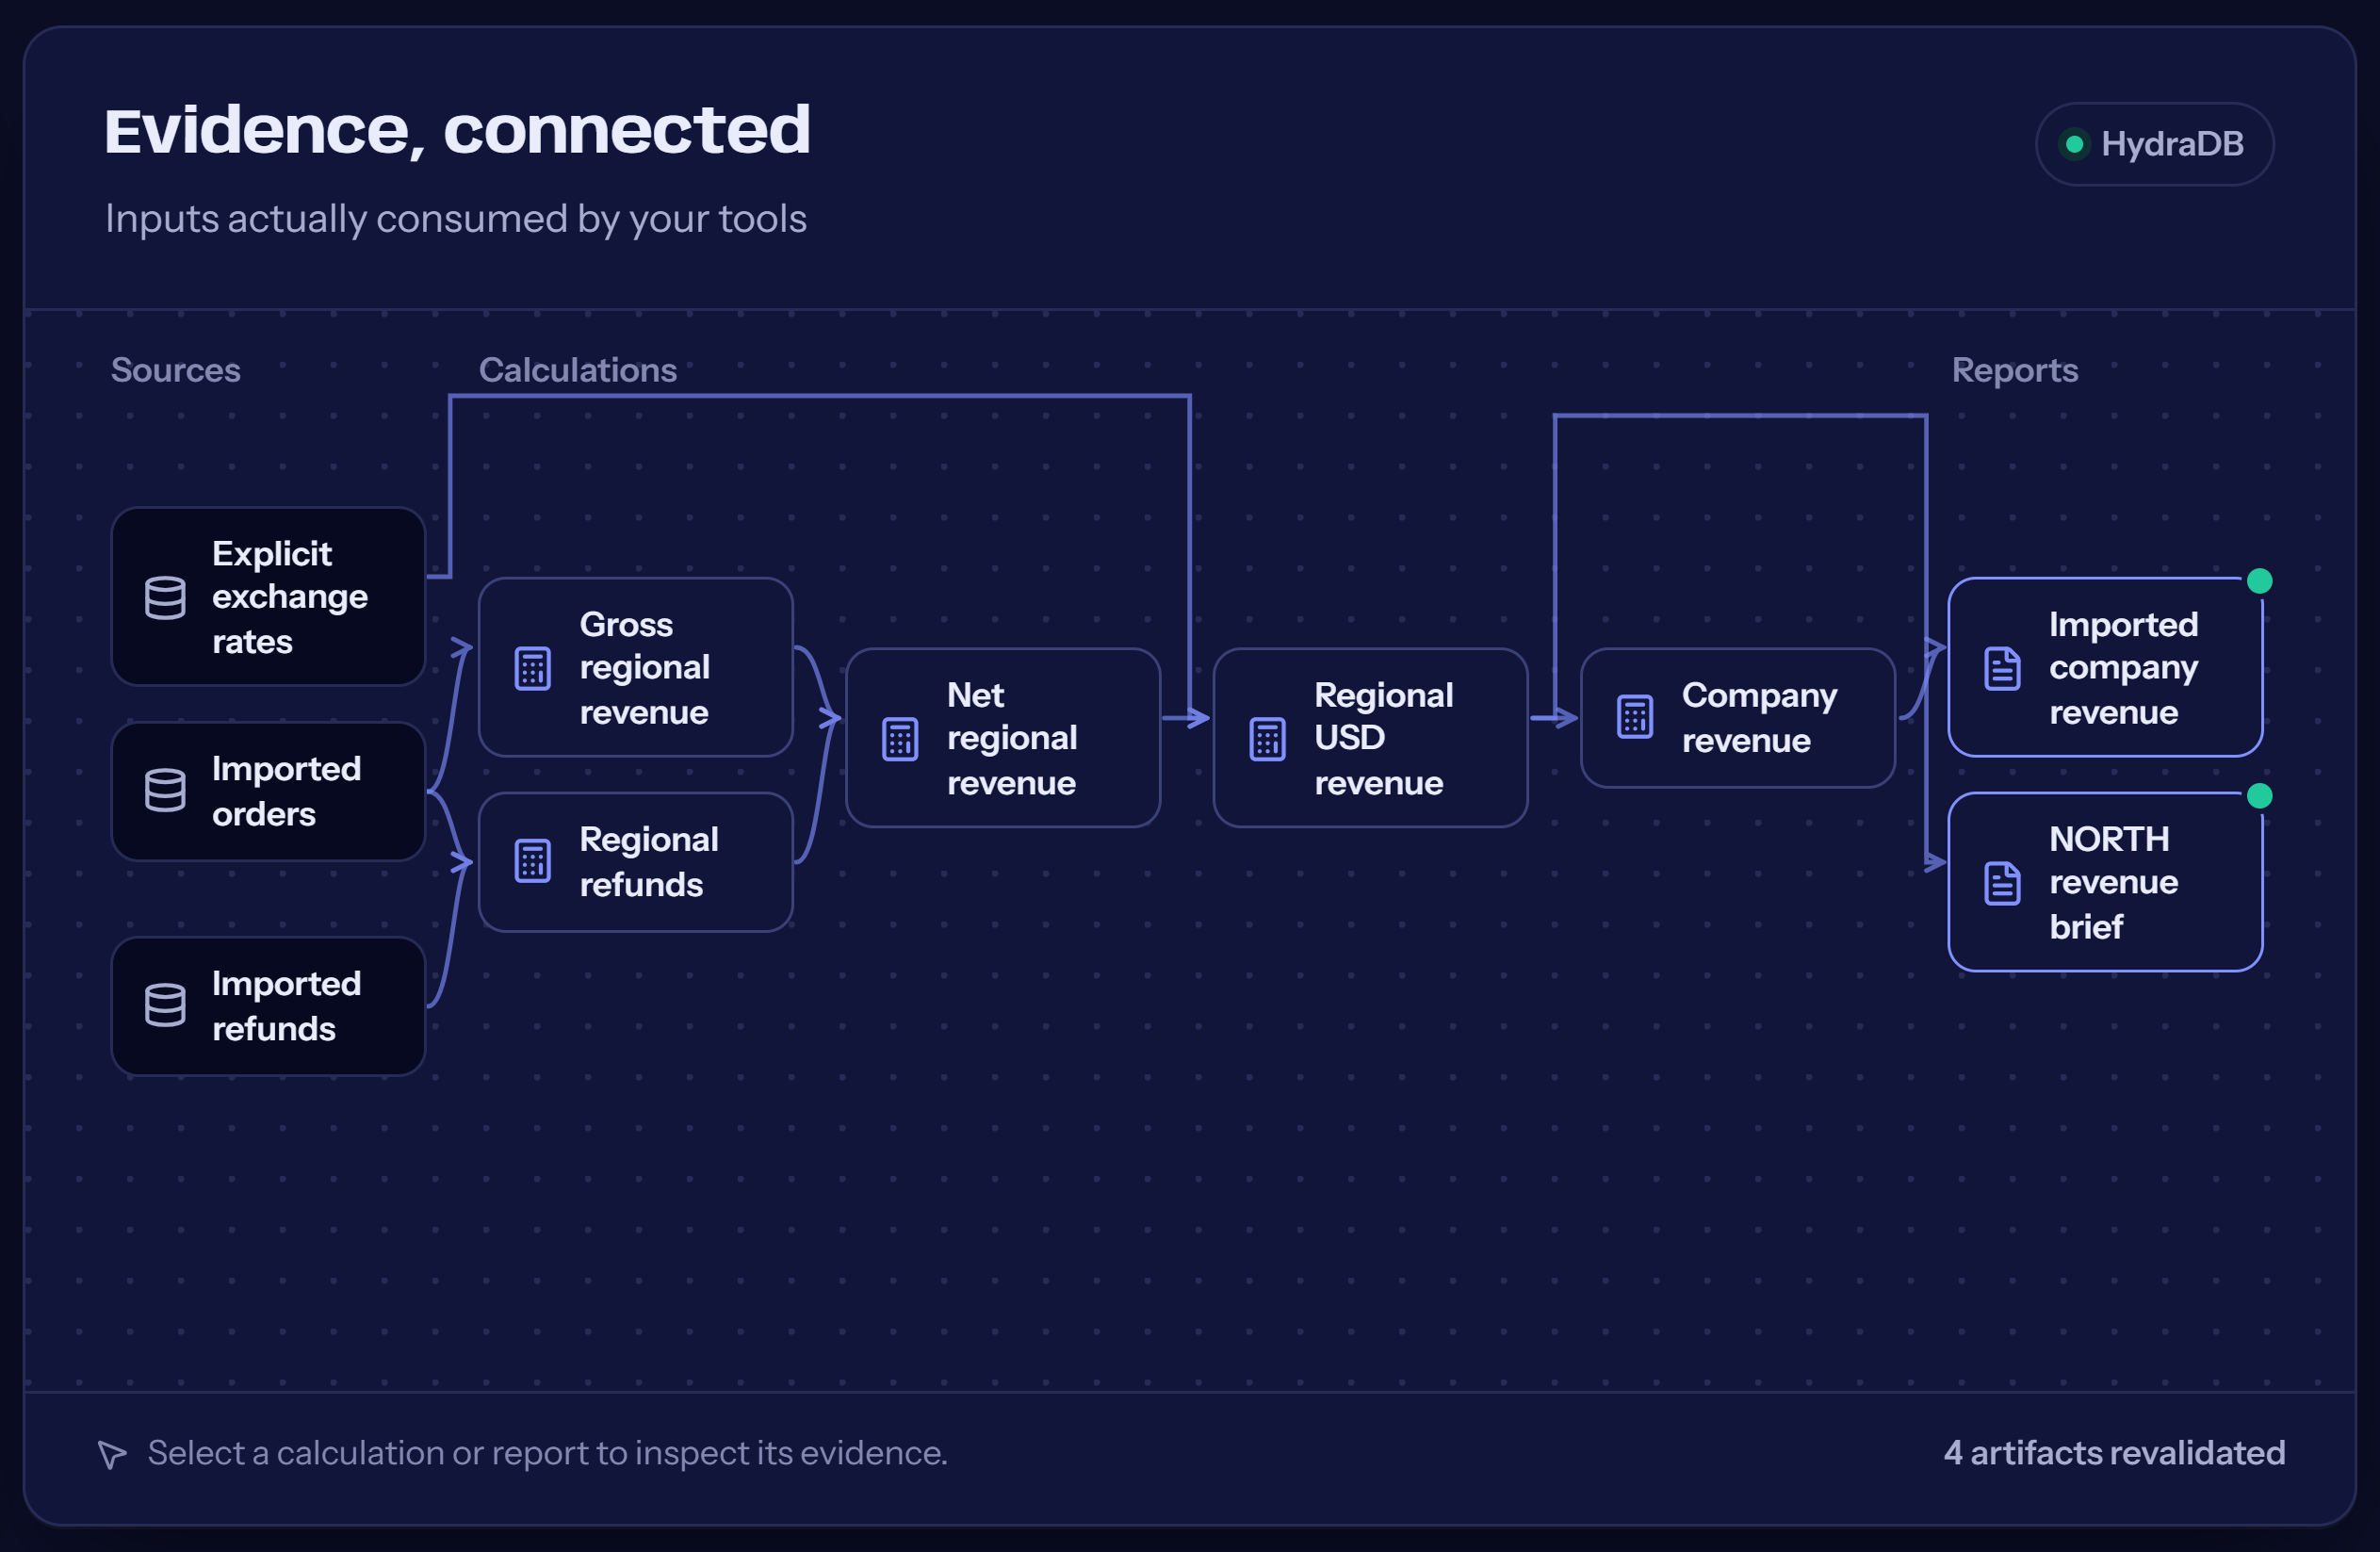 Evidence, connected
HydraDB
Inputs actually consumed by your tools
Sources
Calculations
Reports
Explicit
exchange
rates
Imported
orders
Imported
refunds
Gross
regional
revenue
Regional
refunds
Net
regional
revenue
Regional
USD
revenue
Company
revenue
Imported
company
revenue
NORTH
revenue
brief
Select a calculation or report to inspect its evidence.
4 artifacts revalidated